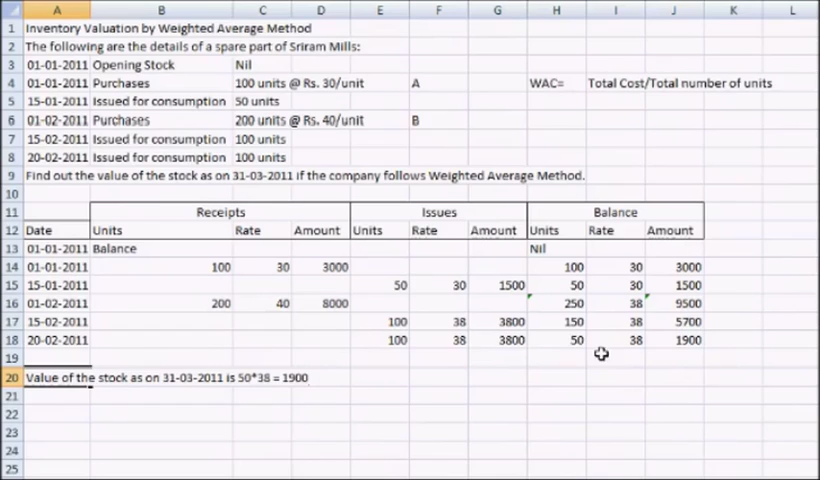 A B C D E F G H I J K L
1 Inventory Valuation by Weighted Average Method
2 The following are the details of a spare part of Sriram Mills:
3 01-01-2011 Opening Stock Nil
4 01-01-2011 Purchases 100 units @ Rs. 30/unit A WAC= Total Cost/Total number of units
5 15-01-2011 Issued for consumption 50 units
6 01-02-2011 Purchases 200 units @ Rs. 40/unit B
7 15-02-2011 Issued for consumption 100 units
8 20-02-2011 Issued for consumption 100 units
9 Find out the value of the stock as on 31-03-2011 if the company follows Weighted Average Method.
10
11 Receipts Issues Balance
12 Date Units Rate Amount Units Rate Amount Units Rate Amount
13 01-01-2011 Balance Nil
14 01-01-2011 100 30 3000 100 30 3000
15 15-01-2011 50 30 1500 50 30 1500
16 01-02-2011 200 40 8000 250 38 9500
17 15-02-2011 100 38 3800 150 38 5700
18 20-02-2011 100 38 3800 50 38 1900
19
20 Value of the stock as on 31-03-2011 is 50*38 = 1900
21
22
23
24
25